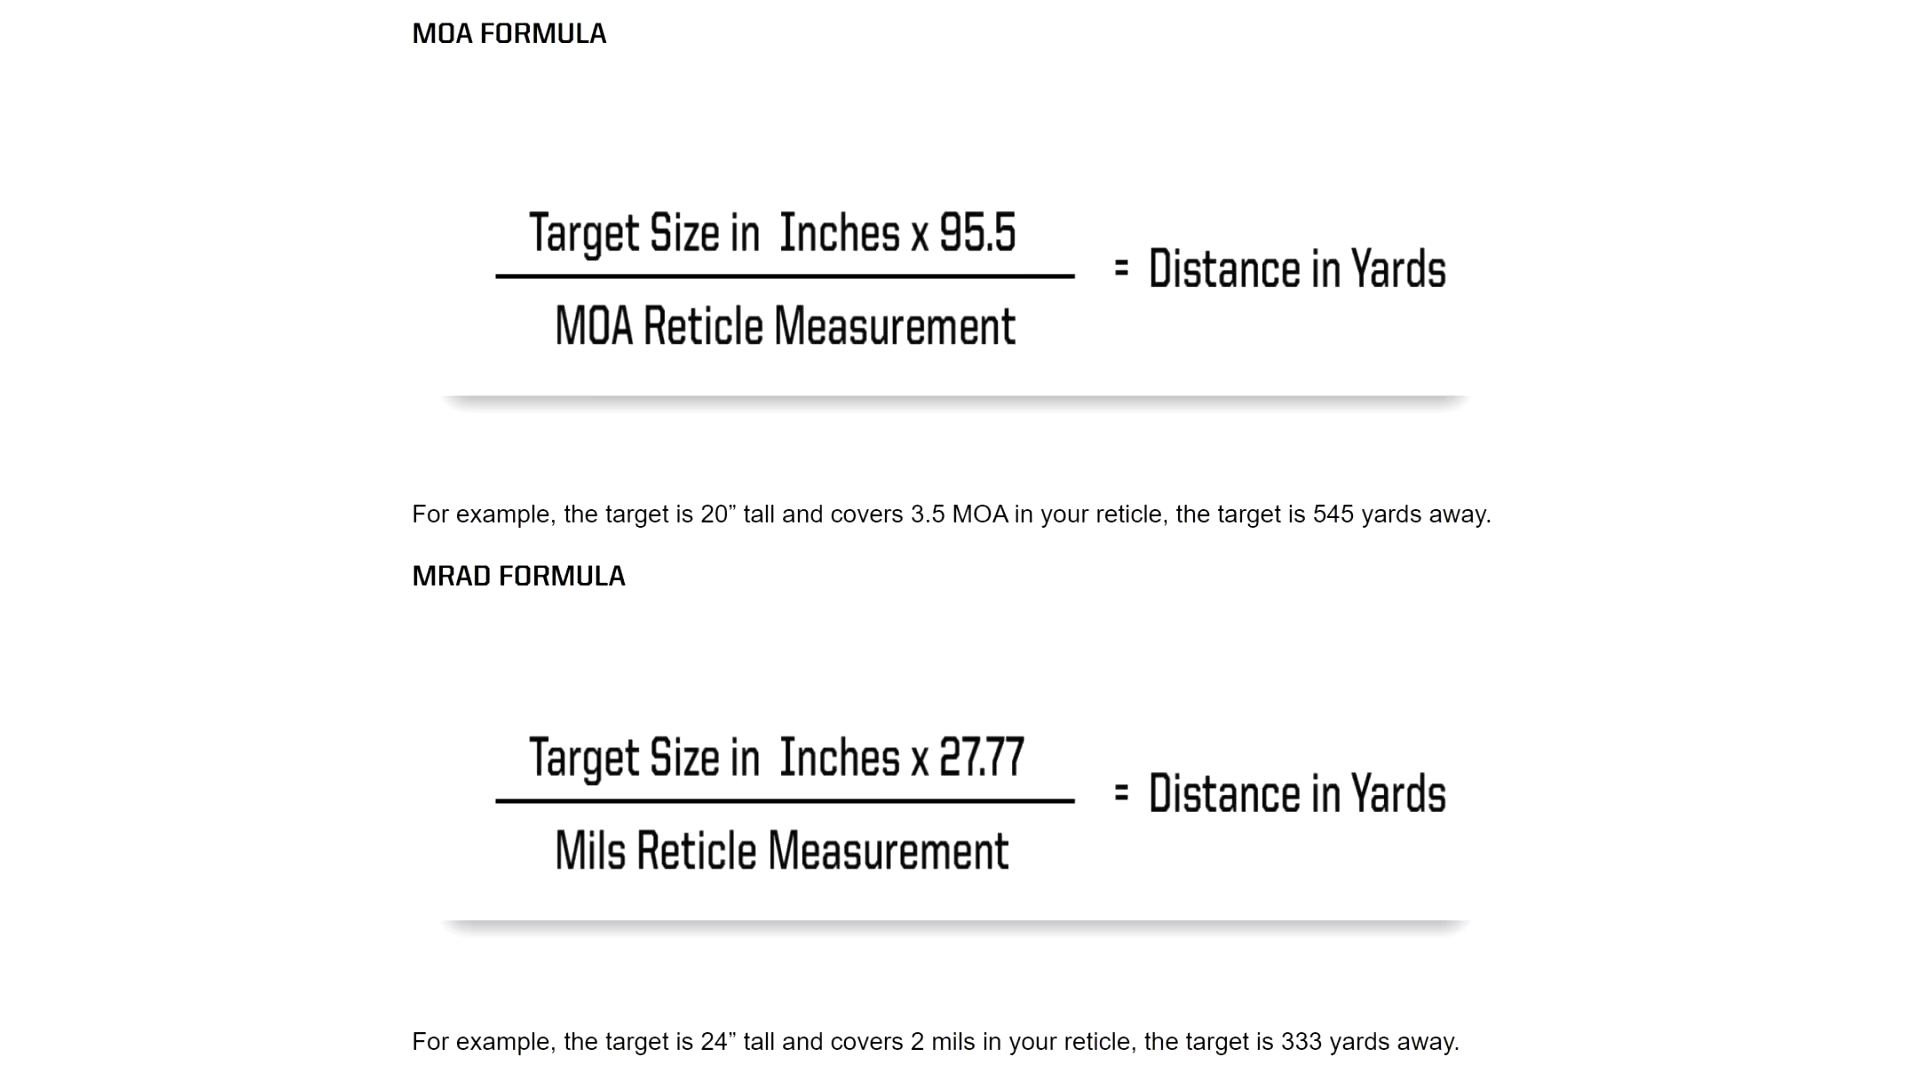 MOA FORMULA
Target Size in Inches x 95.5
= Distance in Yards
MOA Reticle Measurement
For example, the target is 20” tall and covers 3.5 MOA in your reticle, the target is 545 yards away.
MRAD FORMULA
Target Size in Inches x 27.77
= Distance in Yards
Mils Reticle Measurement
For example, the target is 24” tall and covers 2 mils in your reticle, the target is 333 yards away.